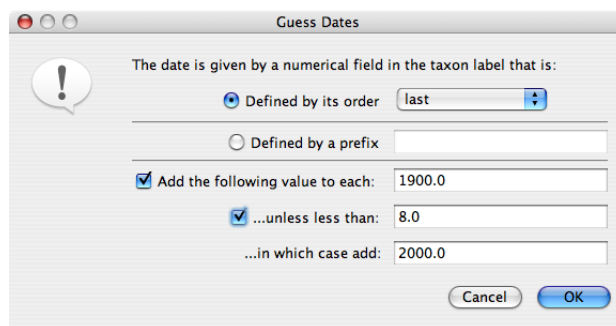 Guess Dates
The date is given by a numerical field in the taxon label that is:
Defined by its order last
Defined by a prefix
Add the following value to each: 1900.0
...unless less than: 8.0
...in which case add: 2000.0
Cancel OK